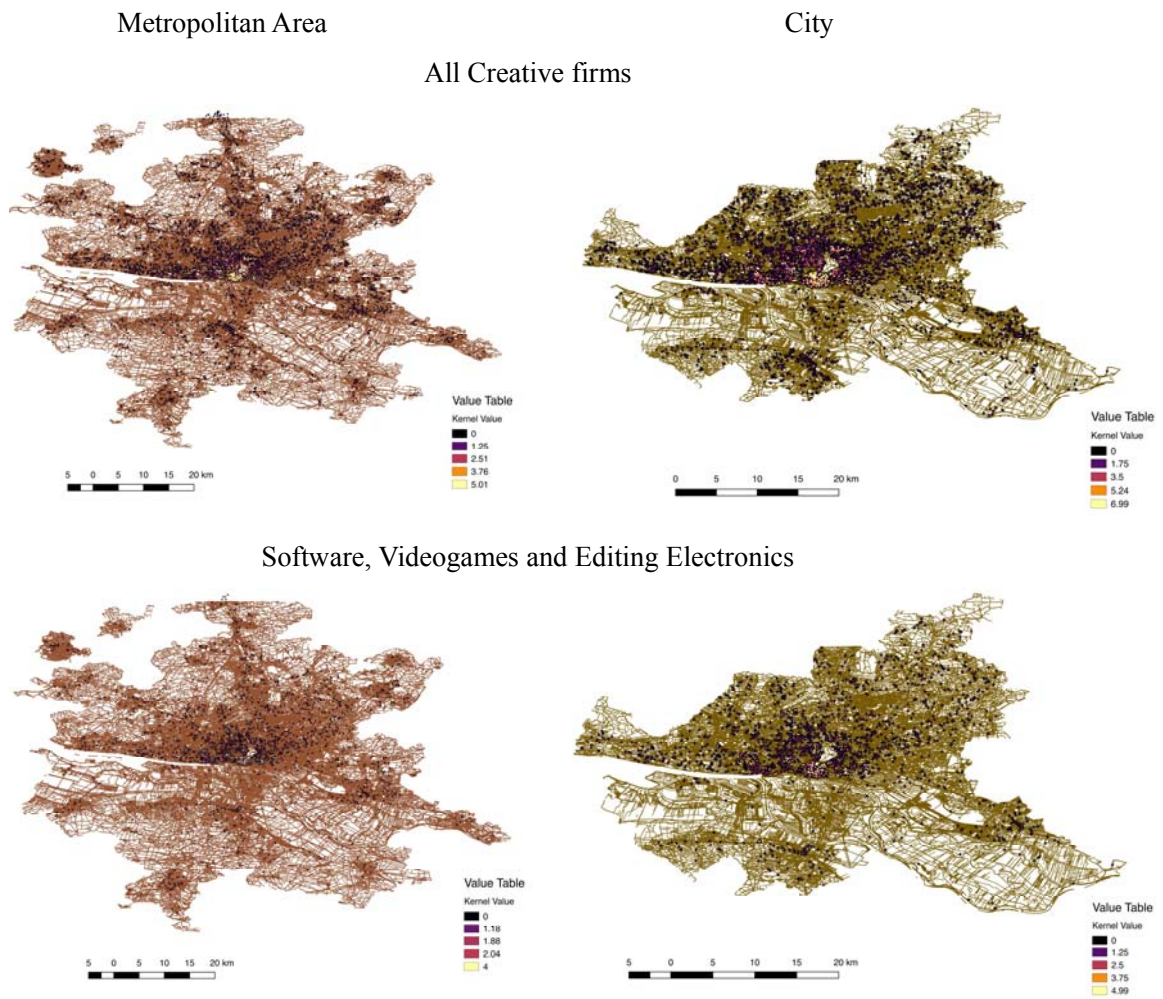 Metropolitan Area
City
All Creative firms
Value Table
Kernel Value
0
1.25
2.51
3.76
5.01
5 0 5 10 15 20 km
Value Table
Kernel Value
0
1.75
3.5
5.24
6.99
0 5 10 15 20 km
Software, Videogames and Editing Electronics
Value Table
Kernel Value
0
1.18
1.88
2.04
4
5 0 5 10 15 20 km
Value Table
Kernel Value
0
1.25
2.5
3.75
4.99
5 0 5 10 15 20 km